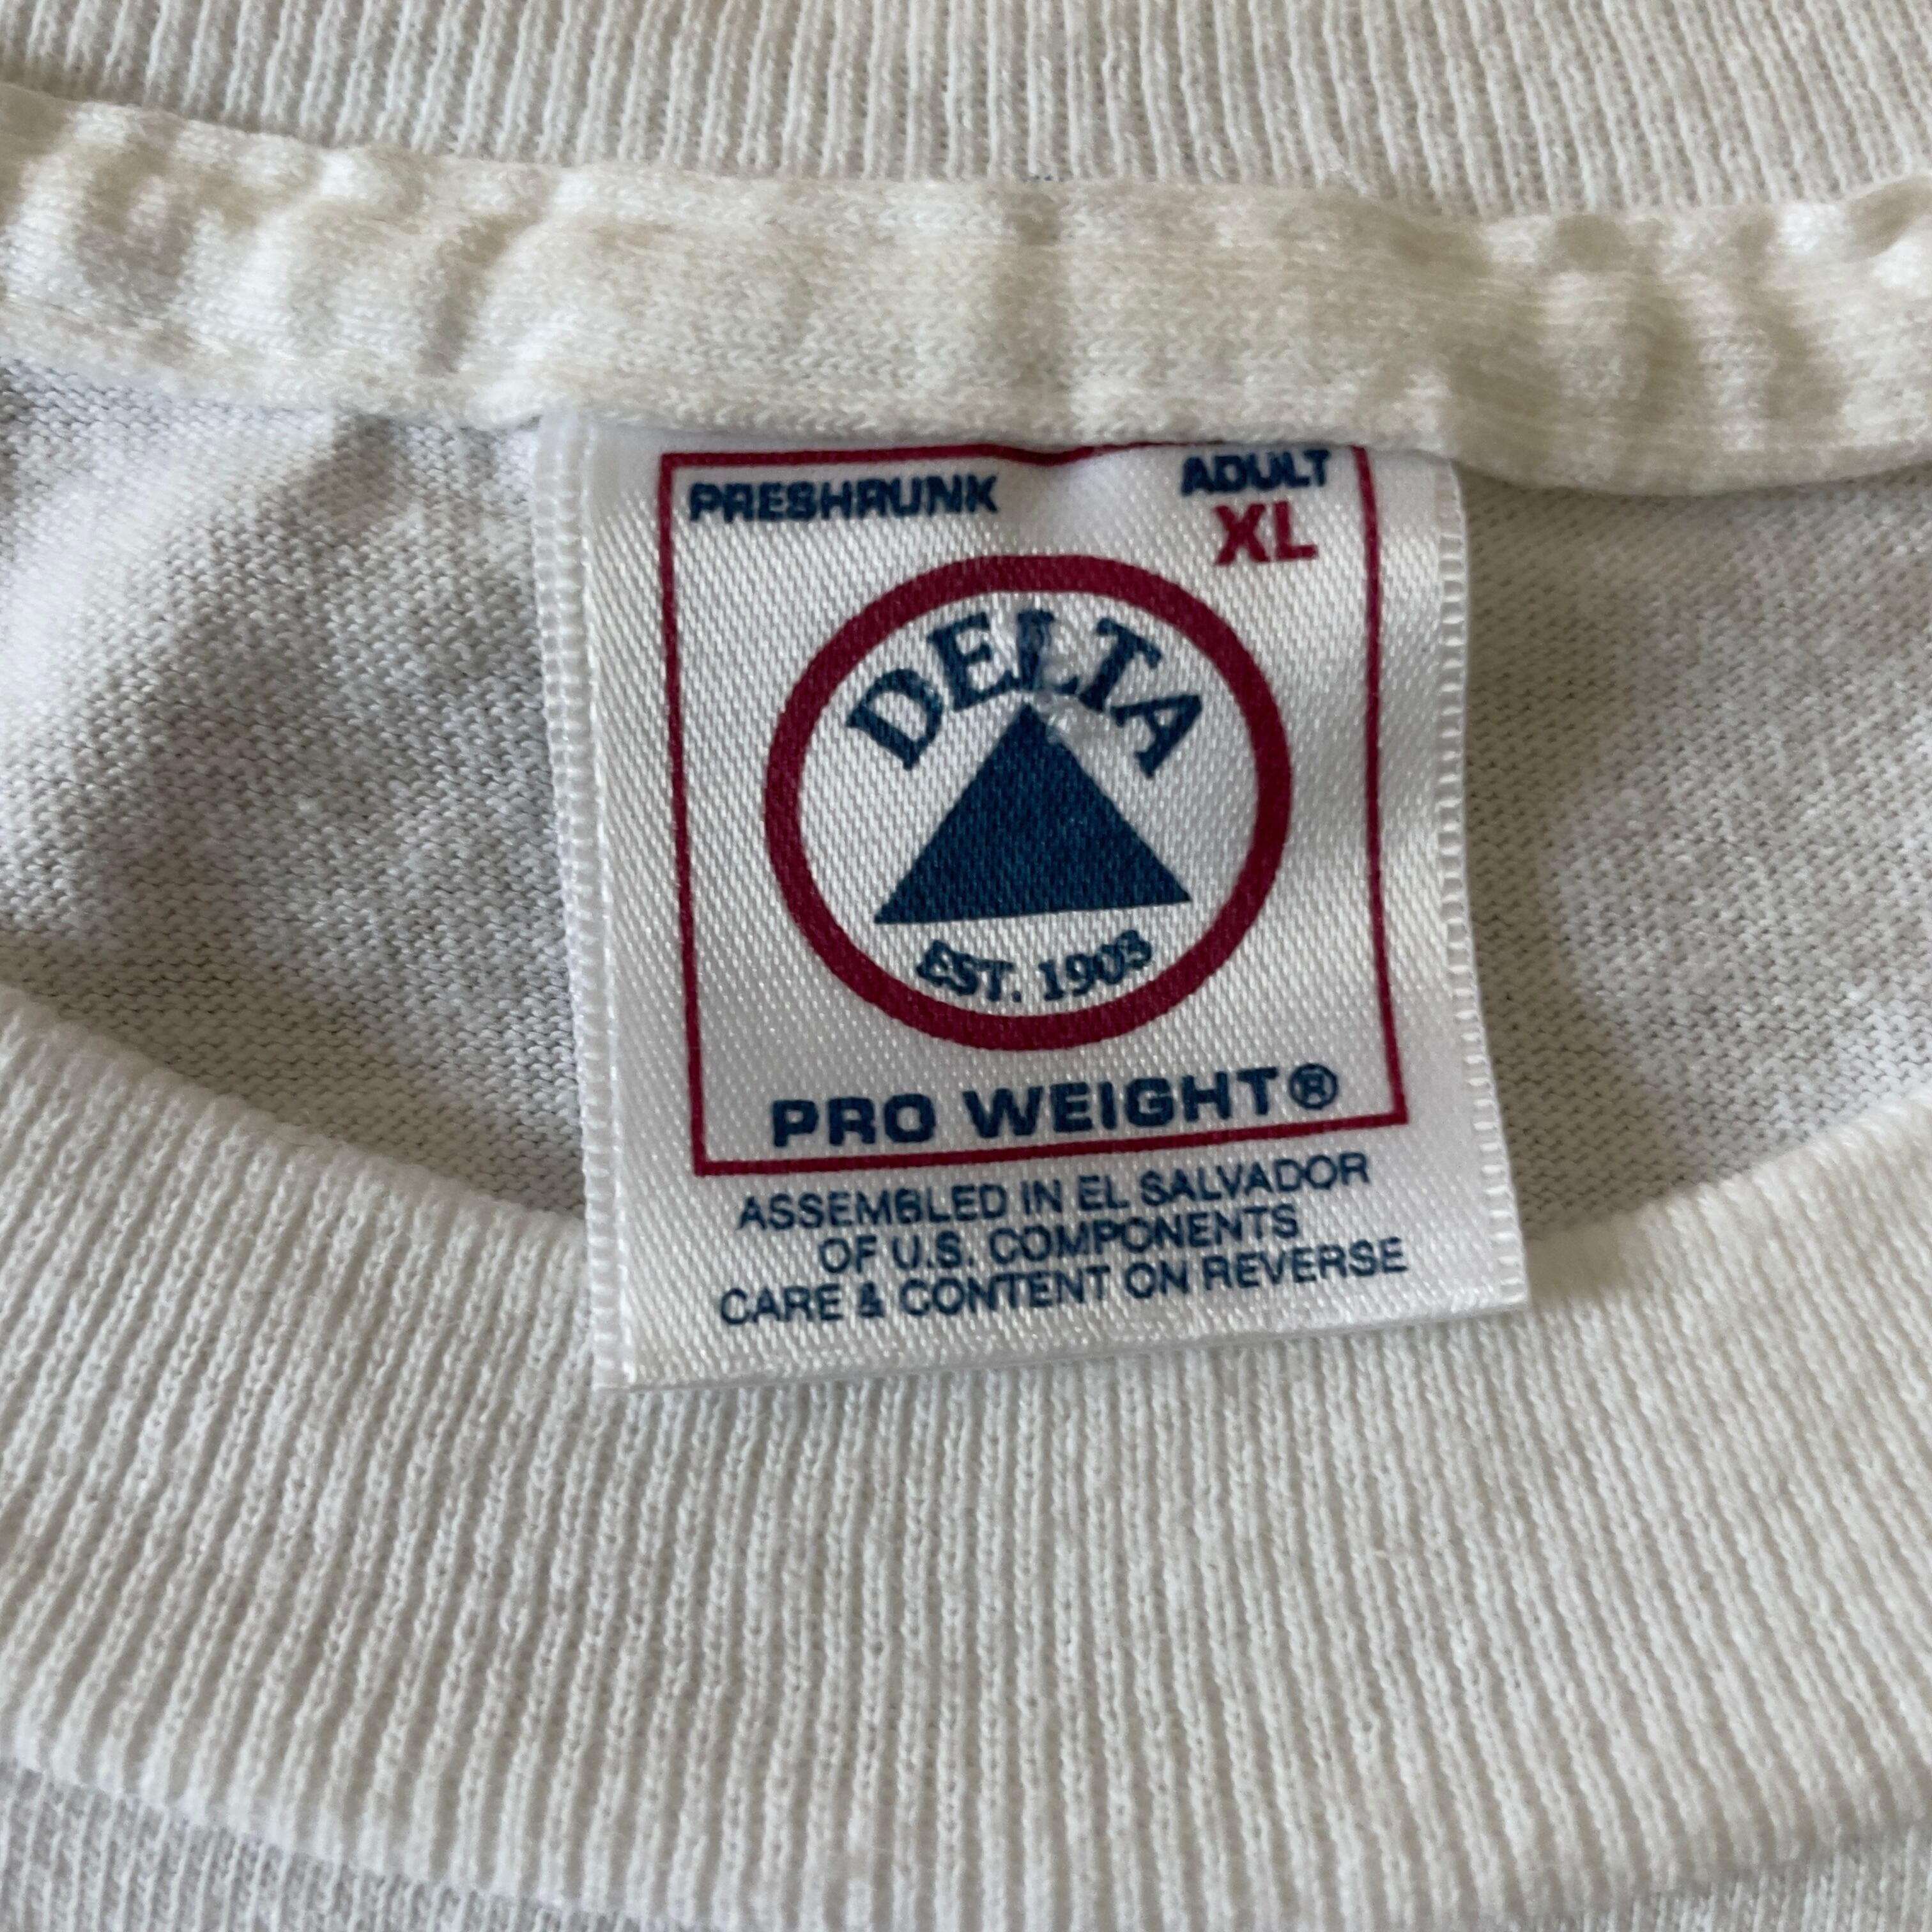 PRESHRUNK
ADULT
XL
DELTA
EST. 1903
PRO WEIGHT®
ASSEMBLED IN EL SALVADOR
OF U.S. COMPONENTS
CARE & CONTENT ON REVERSE